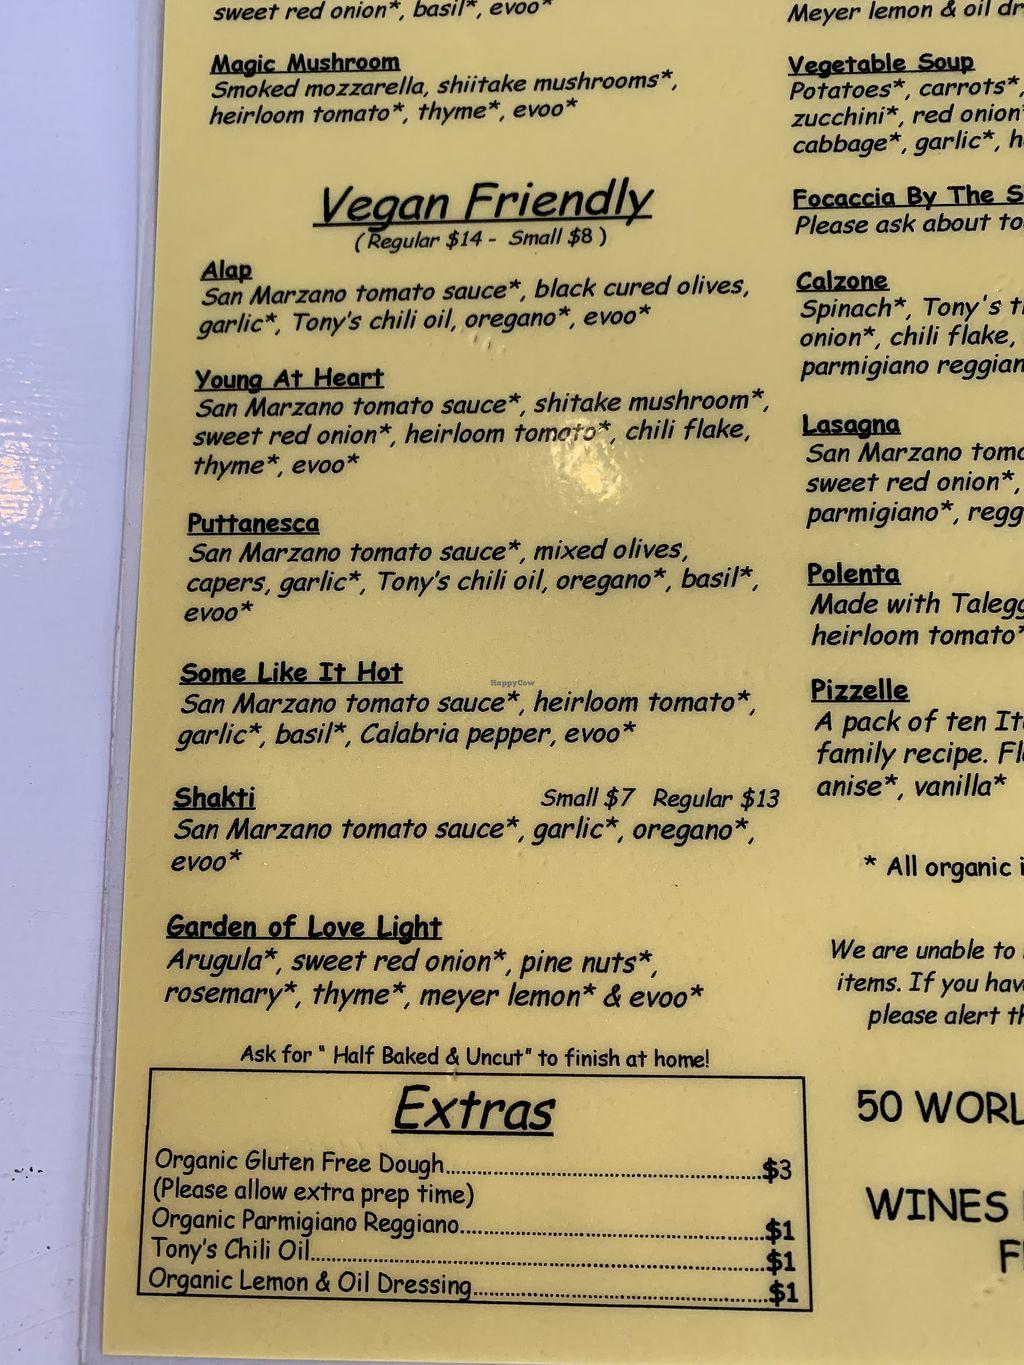 sweet red onion*, basil*, evoo*
Magic Mushroom
Smoked mozzarella, shiitake mushrooms*,
heirloom tomato*, thyme*, evoo*
Vegan Friendly
(Regular $14 - Small $8 )
Alap
San Marzano tomato sauce*, black cured olives,
garlic*, Tony's chili oil, oregano*, evoo*
Young At Heart
San Marzano tomato sauce*, shitake mushroom*,
sweet red onion*, heirloom tomato*, chili flake,
thyme*, evoo*
Puttanesca
San Marzano tomato sauce*, mixed olives,
capers, garlic*, Tony's chili oil, oregano*, basil*,
evoo*
Some Like It Hot
San Marzano tomato sauce*, heirloom tomato*,
garlic*, basil*, Calabria pepper, evoo*
Shakti Small $7 Regular $13
San Marzano tomato sauce*, garlic*, oregano*,
evoo*
Garden of Love Light
Arugula*, sweet red onion*, pine nuts*,
rosemary*, thyme*, meyer lemon* & evoo*
Ask for " Half Baked & Uncut" to finish at home!
Extras
Organic Gluten Free Dough....................$3
(Please allow extra prep time)
Organic Parmigiano Reggiano....................$1
Tony's Chili Oil....................$1
Organic Lemon & Oil Dressing....................$1
Meyer lemon & oil
Vegetable Soup
Potatoes*, carrots*,
zucchini*, red onion*
cabbage*, garlic*,
Focaccia By The
Please ask about
Calzone
Spinach*, Tony's
onion*, chili flake,
parmigiano
Lasagna
San Marzano
sweet red onion*,
parmigiano*,
Polenta
Made with
heirloom tomato*
Pizzelle
A pack of ten
family recipe.
anise*, vanilla*
* All organic
We are unable to
items. If you
please alert
50
WINES
HappyCow